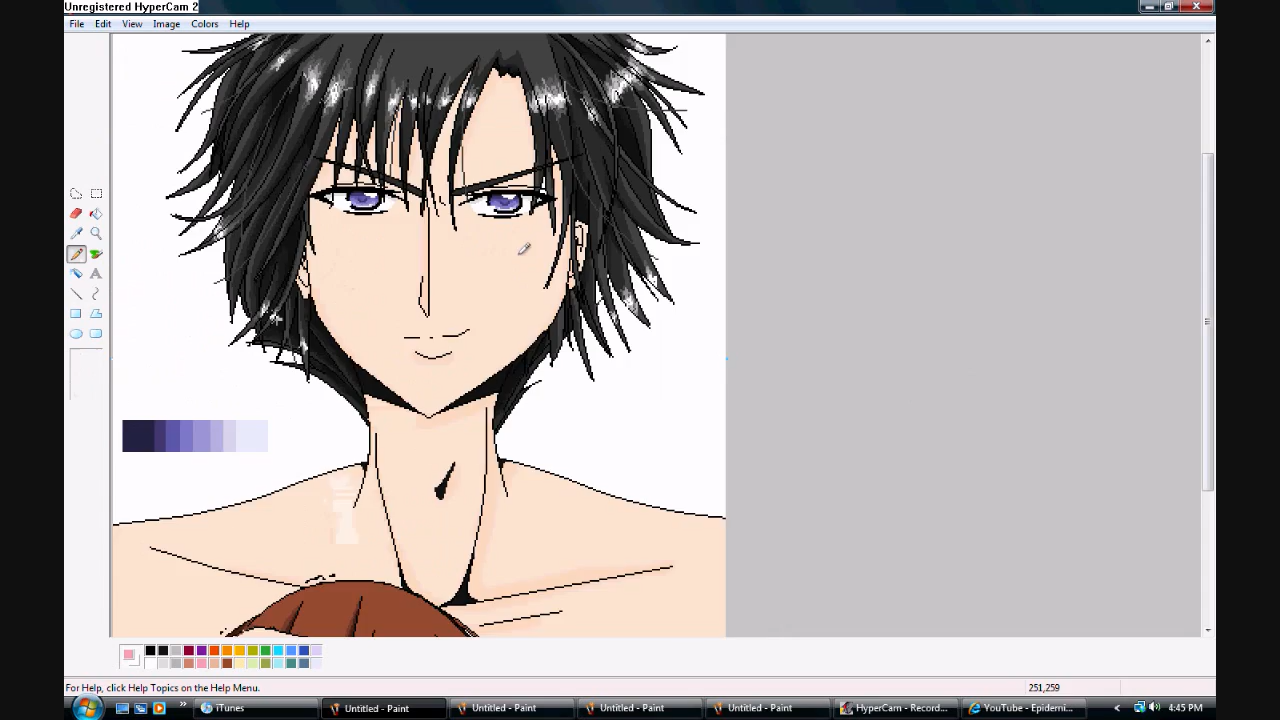 Unregistered HyperCam 2
File Edit View Image Colors Help
For Help, click Help Topics on the Help Menu. 251,259
iTunes Untitled - Paint Untitled - Paint Untitled - Paint Untitled - Paint HyperCam - Record... YouTube - Epiderni... 4:45 PM